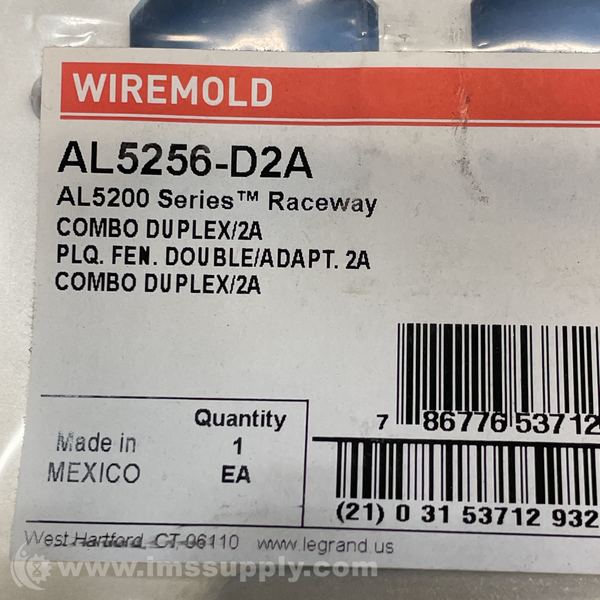 WIREMOLD
AL5256-D2A
AL5200 Series™ Raceway
COMBO DUPLEX/2A
PLQ. FEN. DOUBLE/ADAPT. 2A
COMBO DUPLEX/2A
7 86776 53712
Made in
MEXICO
Quantity
1
EA
(21) 0 31 53712 932
West Hartford, CT, 06110 www.legrand.us
www.imssupply.com